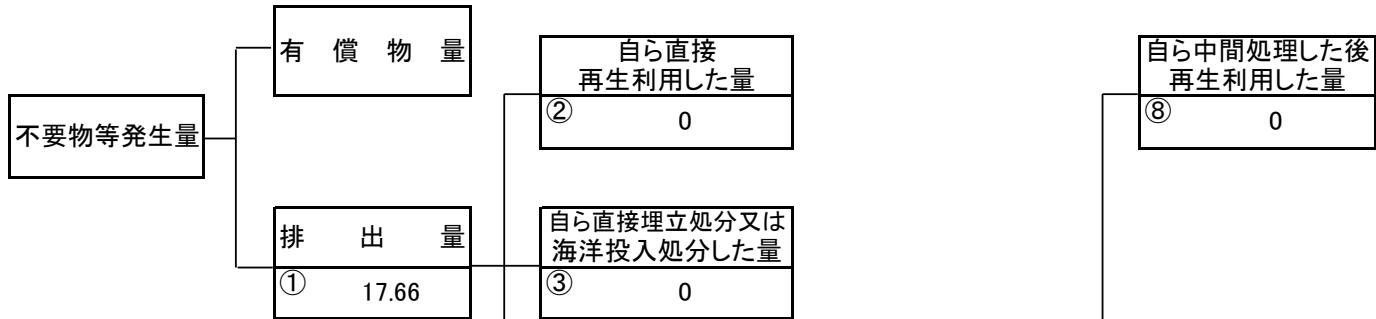 不要物等発生量
有償物量
排出量
① 17.66
自ら直接
再生利用した量
② 0
自ら直接埋立処分又は
海洋投入処分した量
③ 0
自ら中間処理した後
再生利用した量
⑧ 0